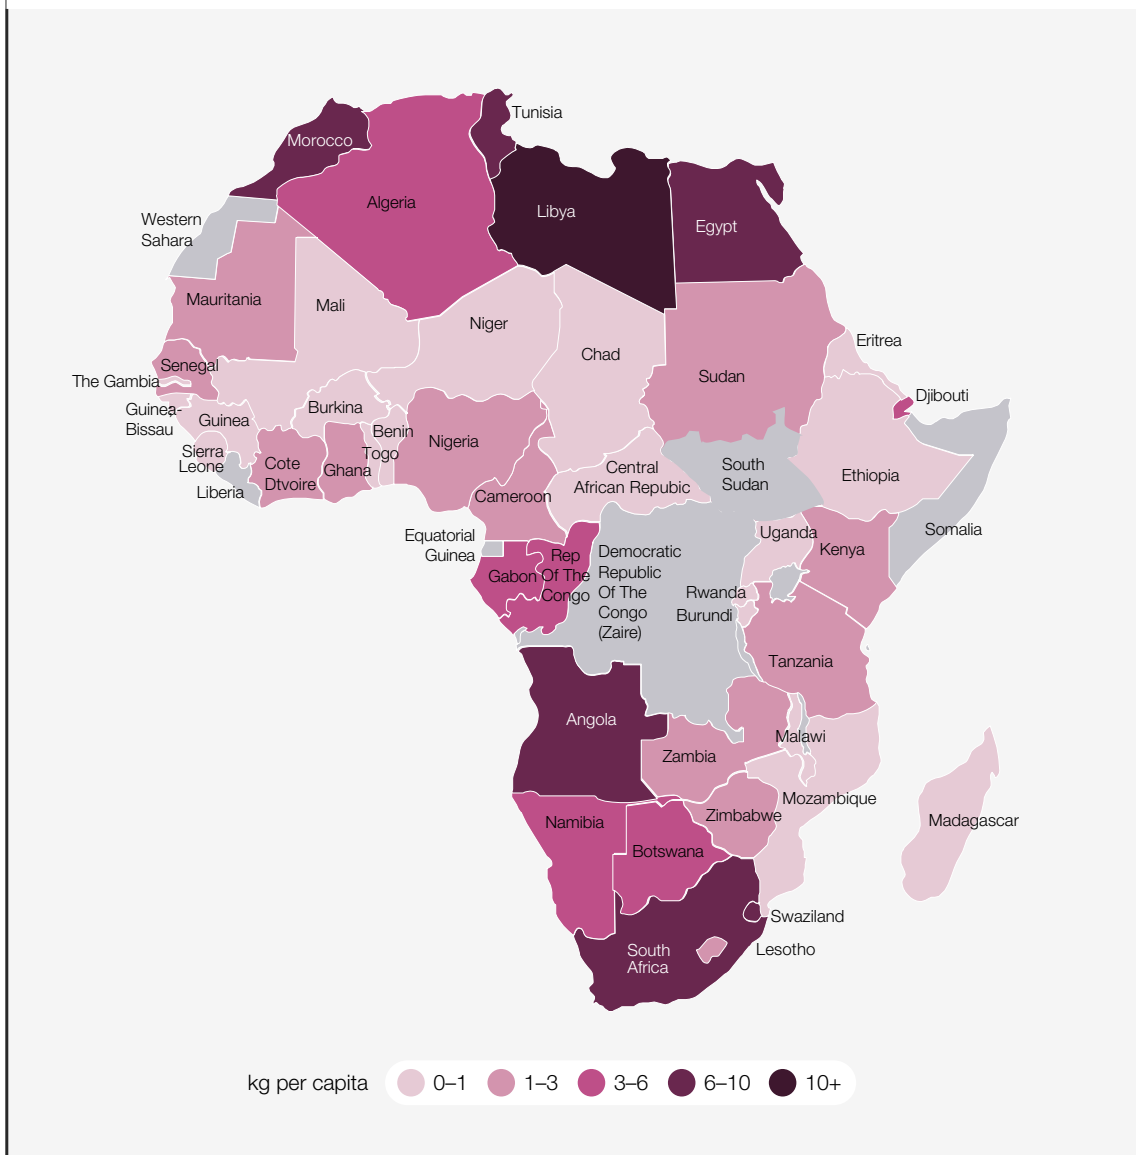 Tunisia
Morocco
Algeria
Libya
Egypt
Western
Sahara
Mauritania
Mali
Niger
Chad
Sudan
Eritrea
Senegal
The Gambia
Djibouti
Guinea-
Bissau
Guinea
Burkina
Benin
Togo
Nigeria
Sierra
Leone
Cote
Dtvoire
Ghana
Liberia
Central
African Repubic
South
Sudan
Ethiopia
Cameroon
Somalia
Equatorial
Guinea
Uganda
Kenya
Gabon
Rep
Of The
Congo
Democratic
Republic
Of The
Congo
(Zaire)
Rwanda
Burundi
Tanzania
Angola
Malawi
Zambia
Mozambique
Zimbabwe
Madagascar
Namibia
Botswana
Swaziland
South
Africa
Lesotho
kg per capita 0–1 1–3 3–6 6–10 10+